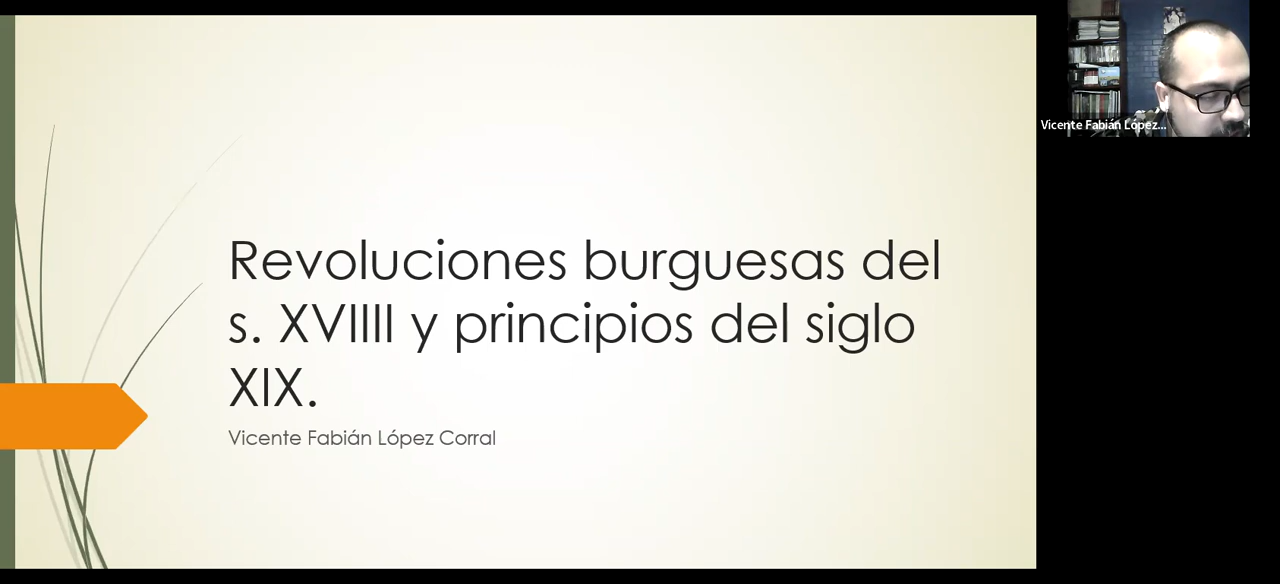 Revoluciones burguesas del
s. XVIIII y principios del siglo
XIX.
Vicente Fabián López Corral
Vicente Fabián López...